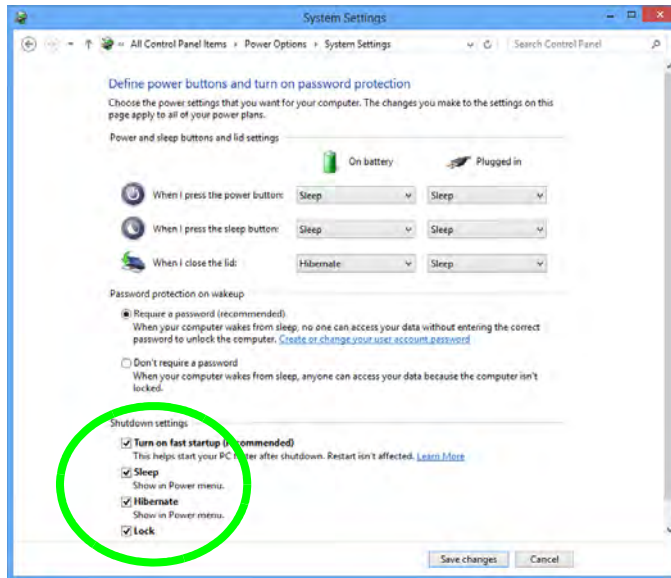 System Settings
All Control Panel Items › Power Options › System Settings
Search Control Panel
Define power buttons and turn on password protection
Choose the power settings that you want for your computer. The changes you make to the settings on this
page apply to all of your power plans.
Power and sleep buttons and lid settings
On battery
Plugged in
When I press the power button: Sleep Sleep
When I press the sleep button: Sleep Sleep
When I close the lid: Hibernate Sleep
Password protection on wakeup
Require a password (recommended)
When your computer wakes from sleep, no one can access your data without entering the correct
password to unlock the computer. Create or change your user account password
Don't require a password
When your computer wakes from sleep, anyone can access your data because the computer isn't
locked.
Shutdown settings
Turn on fast startup (recommended)
This helps start your PC faster after shutdown. Restart isn't affected. Learn More
Sleep
Show in Power menu.
Hibernate
Show in Power menu.
Lock
Save changes Cancel